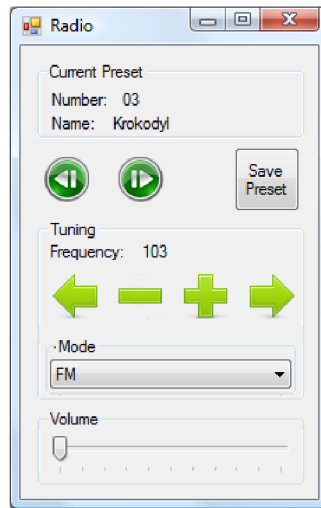 Radio
Current Preset
Number: 03
Name: Krokodyl
Save
Preset
Tuning
Frequency: 103
Mode
FM
Volume